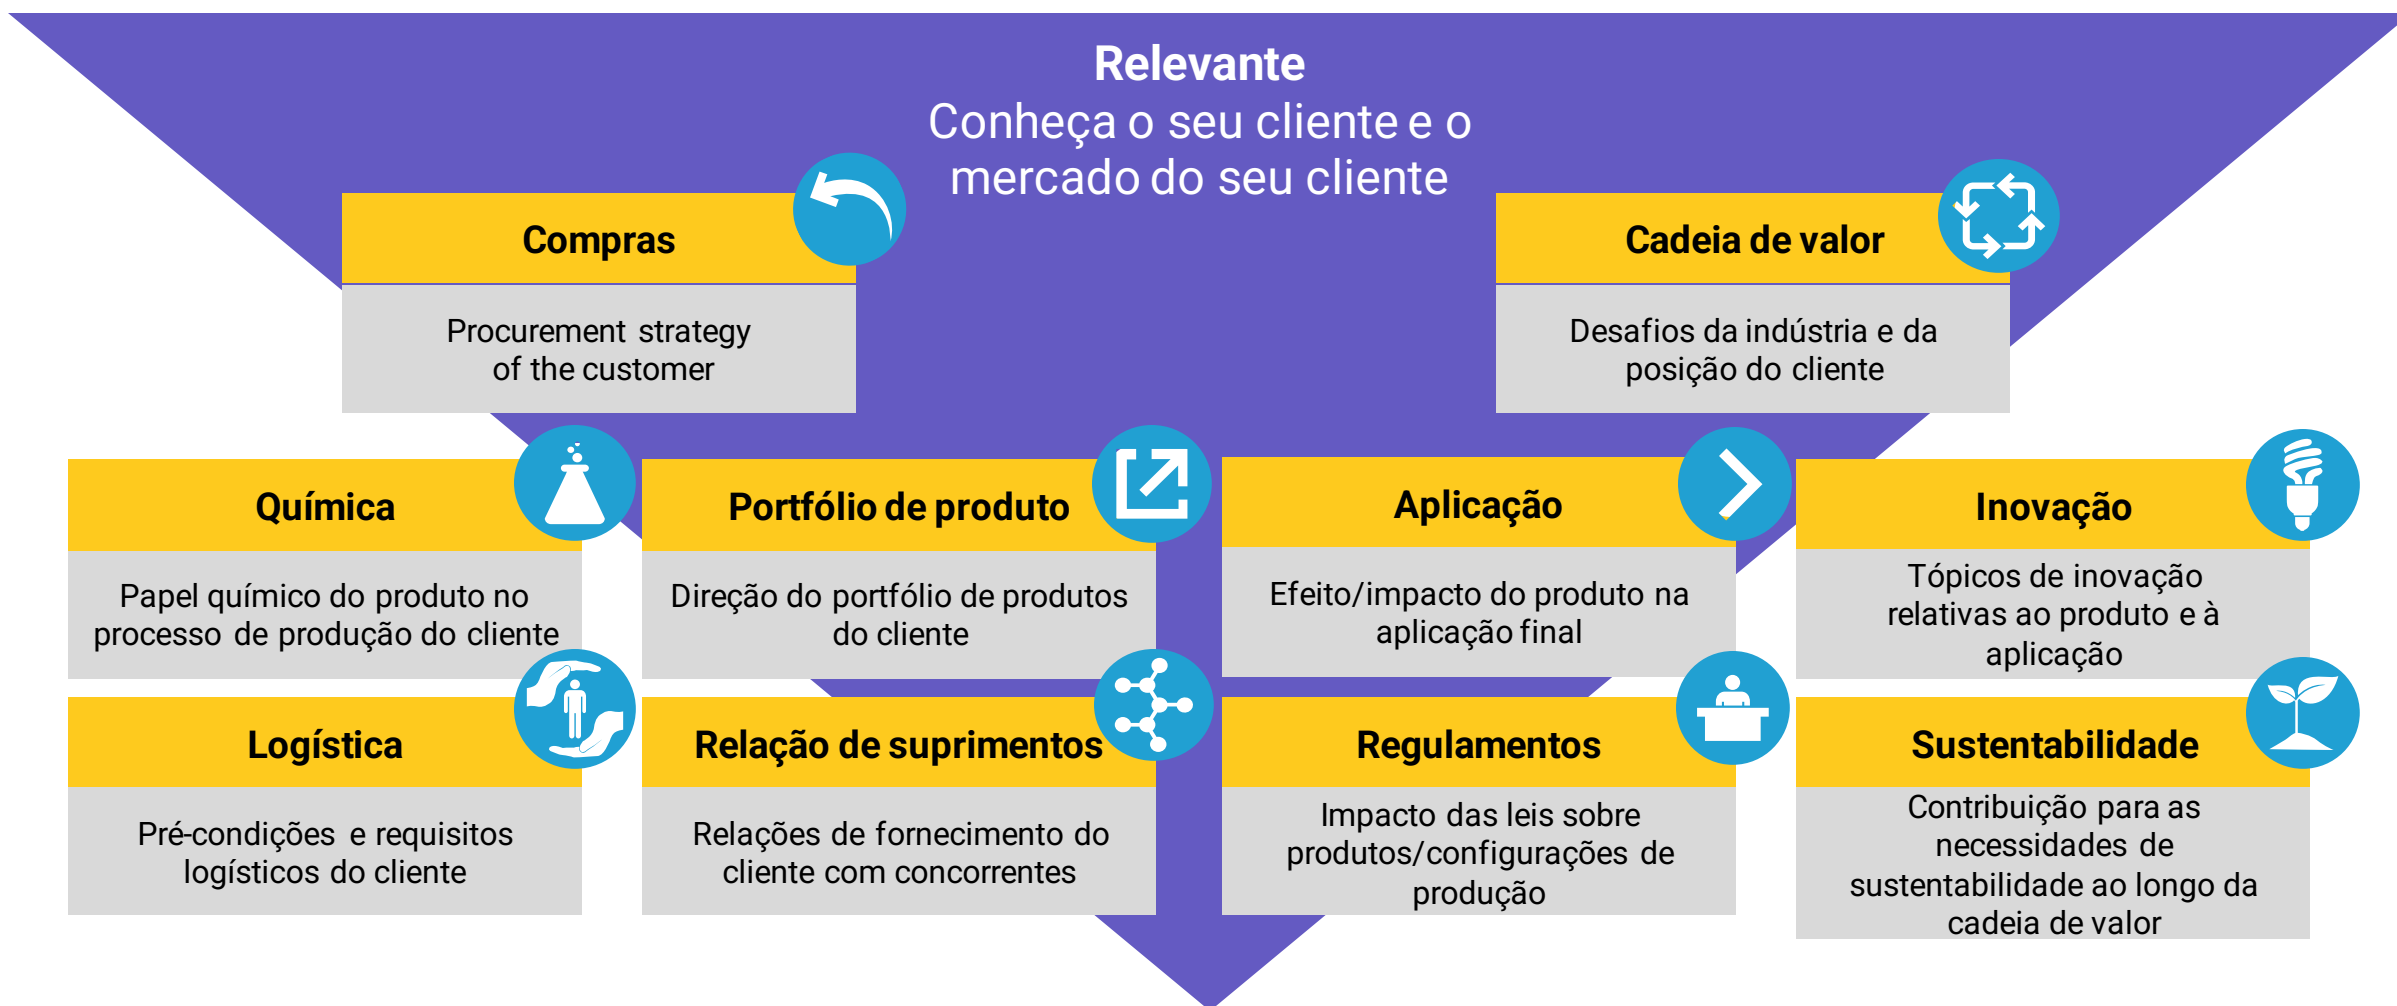 Relevante
Conheça o seu cliente e o
mercado do seu cliente
Compras
Procurement strategy
of the customer
Cadeia de valor
Desafios da indústria e da
posição do cliente
Química
Papel químico do produto no
processo de produção do cliente
Portfólio de produto
Direção do portfólio de produtos
do cliente
Aplicação
Efeito/impacto do produto na
aplicação final
Inovação
Tópicos de inovação
relativas ao produto e à
aplicação
Logística
Pré-condições e requisitos
logísticos do cliente
Relação de suprimentos
Relações de fornecimento do
cliente com concorrentes
Regulamentos
Impacto das leis sobre
produtos/configurações de
produção
Sustentabilidade
Contribuição para as
necessidades de
sustentabilidade ao longo da
cadeia de valor